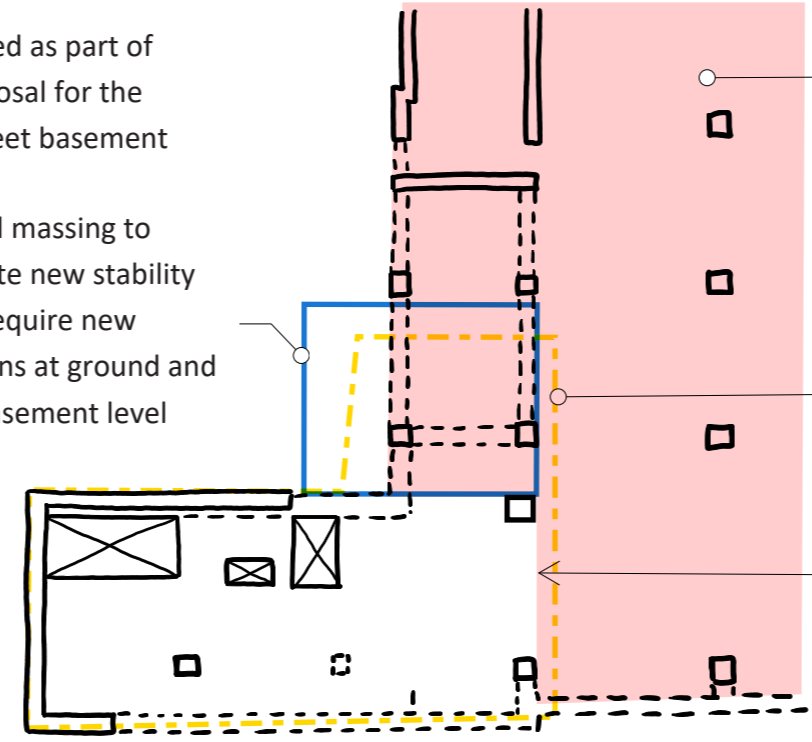 ed as part of
osal for the
eet basement
massing to
te new stability
equire new
ns at ground and
asement level